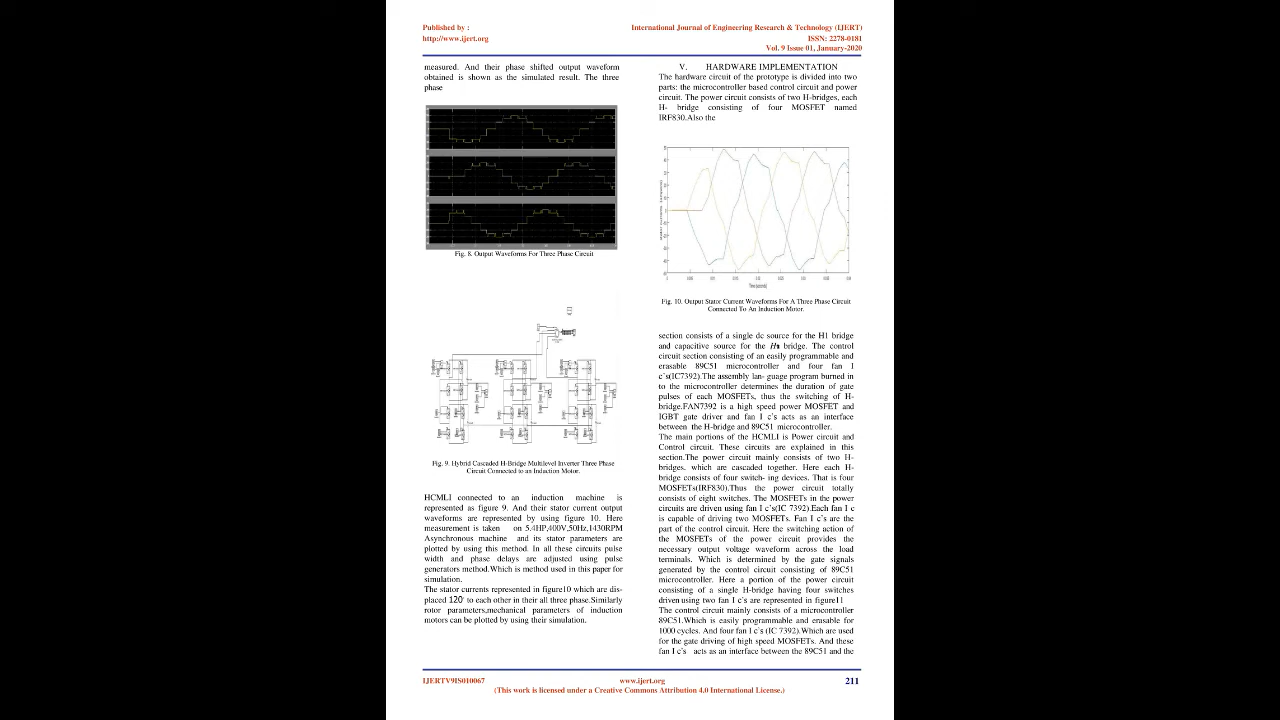 Published by :
http://www.ijert.org
International Journal of Engineering Research & Technology (IJERT)
ISSN: 2278-0181
Vol. 9 Issue 01, January-2020
measured. And their phase shifted output waveform
obtained is shown as the simulated result. The three
phase
Fig. 8. Output Waveforms For Three Phase Circuit
Fig. 9. Hybrid Cascaded H-Bridge Multilevel Inverter Three Phase
Circuit Connected to an Induction Motor.
HCMLI connected to an induction machine is
represented as figure 9. And their stator current output
waveforms are represented by using figure 10. Here
measurement is taken on 5.4HP,400V,50Hz,1430RPM
Asynchronous machine and its stator parameters are
plotted by using this method. In all these circuits pulse
width and phase delays are adjusted using pulse
generators method.Which is method used in this paper for
simulation.
The stator currents represented in figure10 which are dis-
placed 120° to each other in their all three phase.Similarly
rotor parameters,mechanical parameters of induction
motors can be plotted by using their simulation.
V. HARDWARE IMPLEMENTATION
The hardware circuit of the prototype is divided into two
parts: the microcontroller based control circuit and power
circuit. The power circuit consists of two H-bridges, each
H- bridge consisting of four MOSFET named
IRF830.Also the
Time(seconds)
Fig. 10. Output Stator Current Waveforms For A Three Phase Circuit
Connected To An Induction Motor.
section consists of a single dc source for the H1 bridge
and capacitive source for the bridge. The control
circuit section consisting of an easily programmable and
erasable 89C51 microcontroller and four fan I
c's(IC7392).The assembly lan- guage program burned in
to the microcontroller determines the duration of gate
pulses of each MOSFETs, thus the switching of H-
bridge.FAN7392 is a high speed power MOSFET and
IGBT gate driver and fan I c's acts as an interface
between the H-bridge and 89C51 microcontroller.
The main portions of the HCMLI is Power circuit and
Control circuit. These circuits are explained in this
section.The power circuit mainly consists of two H-
bridges, which are cascaded together. Here each H-
bridge consists of four switch- ing devices. That is four
MOSFETs(IRF830).Thus the power circuit totally
consists of eight switches. The MOSFETs in the power
circuits are driven using fan I c's(IC 7392).Each fan I c
is capable of driving two MOSFETs. Fan I c's are the
part of the control circuit. Here the switching action of
the MOSFETs of the power circuit provides the
necessary output voltage waveform across the load
terminals. Which is determined by the gate signals
generated by the control circuit consisting of 89C51
microcontroller. Here a portion of the power circuit
consisting of a single H-bridge having four switches
driven using two fan I c's are represented in figure11
The control circuit mainly consists of a microcontroller
89C51.Which is easily programmable and erasable for
1000 cycles. And four fan I c's (IC 7392).Which are used
for the gate driving of high speed MOSFETs. And these
fan I c's acts as an interface between the 89C51 and the
IJERTV9IS010067
www.ijert.org
211
(This work is licensed under a Creative Commons Attribution 4.0 International License.)